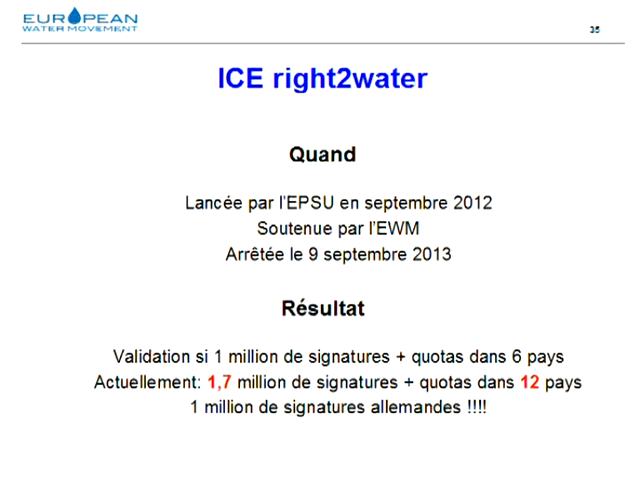 EUROPEAN
WATER MOVEMENT
35
ICE right2water
Quand
Lancée par l'EPSU en septembre 2012
Soutenue par l'EWM
Arrêtée le 9 septembre 2013
Résultat
Validation si 1 million de signatures + quotas dans 6 pays
Actuellement: 1,7 million de signatures + quotas dans 12 pays
1 million de signatures allemandes !!!!